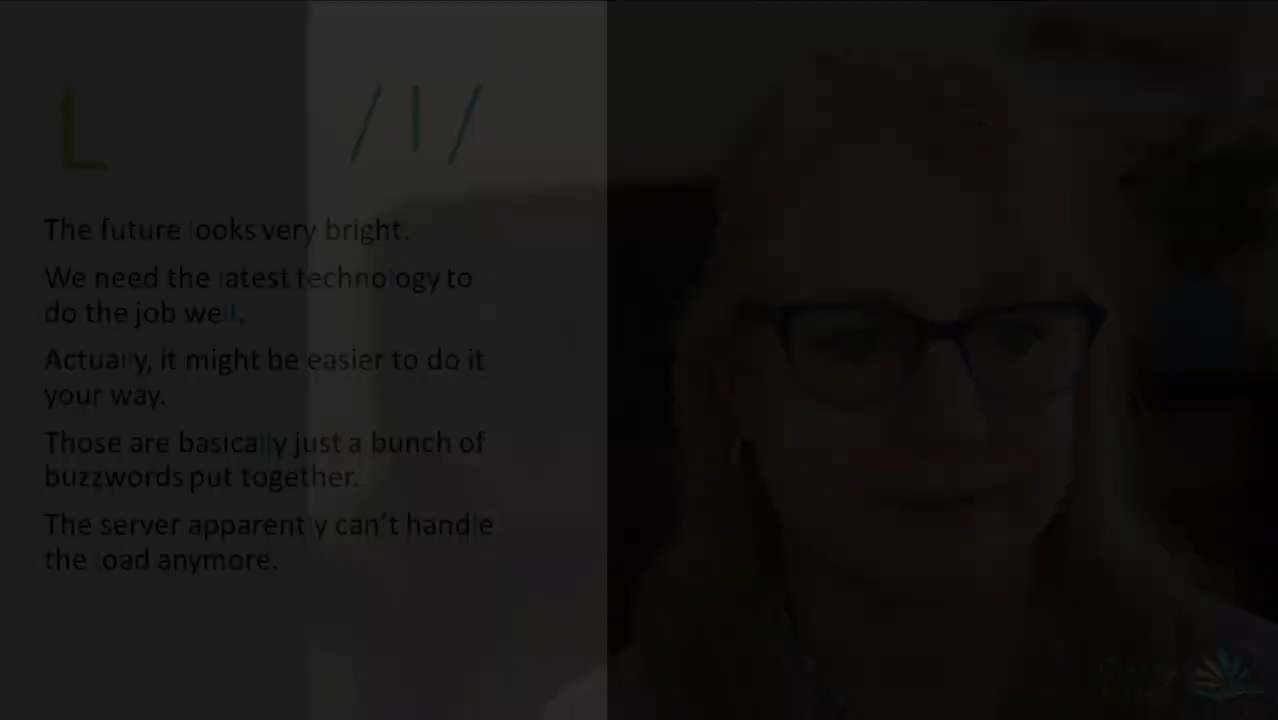 L /l/
The future looks very bright.
We need the latest technology to
do the job well.
Actually, it might be easier to do it
your way.
Those are basically just a bunch of
buzzwords put together.
The server apparently can't handle
the load anymore.